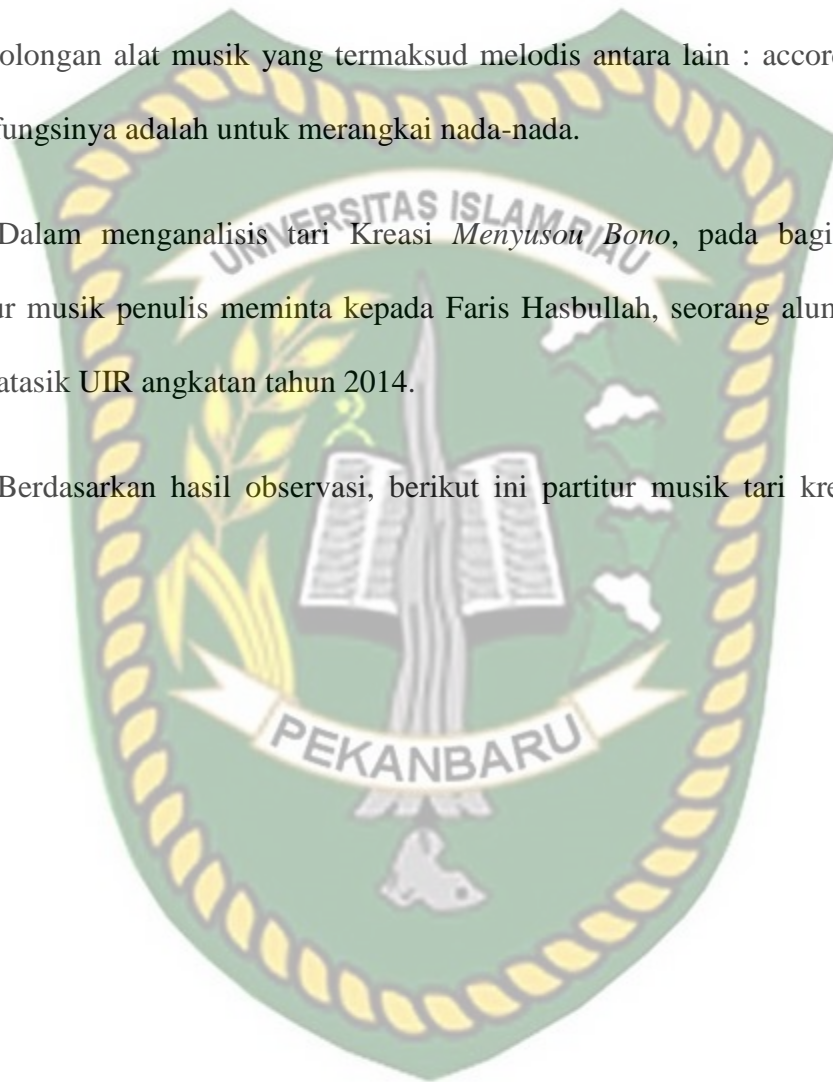 olongan alat musik yang termaksud melodis antara lain : accor
fungsinya adalah untuk merangkai nada-nada.
UNIVERSITAS ISLAM RIAU
Dalam menganalisis tari Kreasi Menyusou Bono, pada bagi
ur musik penulis meminta kepada Faris Hasbullah, seorang alun
atasik UIR angkatan tahun 2014.
Berdasarkan hasil observasi, berikut ini partitur musik tari kre
PEKANBARU